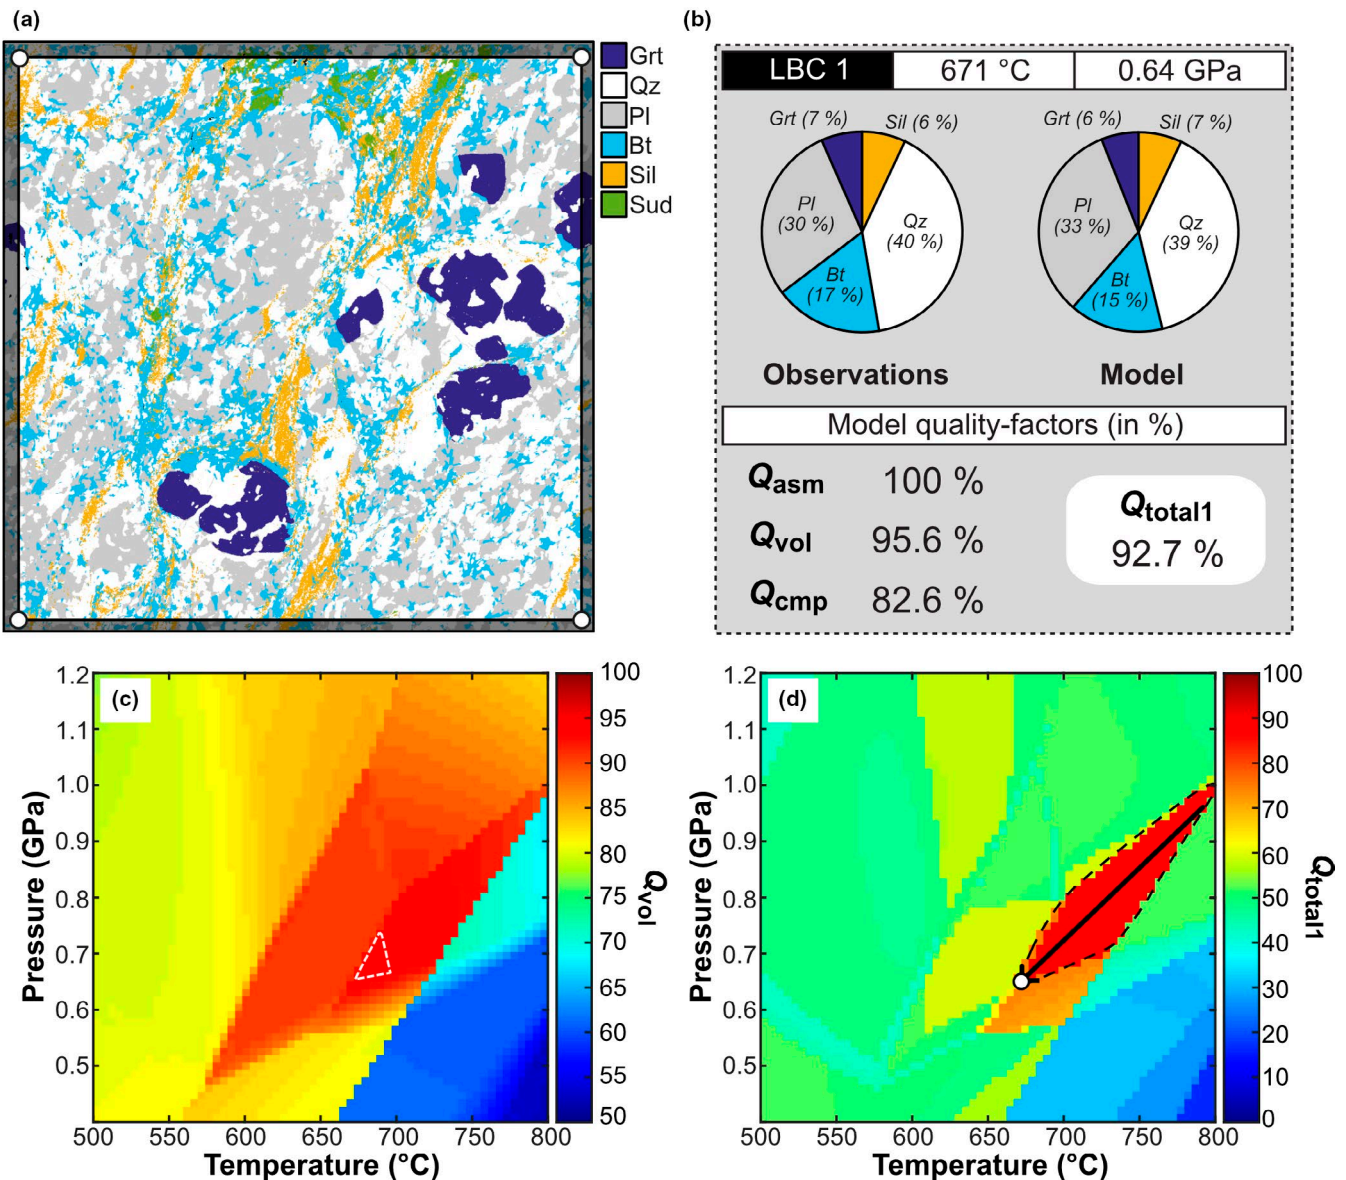 (a)
Grt
Qz
Pl
Bt
Sil
Sud
(b)
LBC 1 671 °C 0.64 GPa
Grt (7 %) Sil (6 %) Grt (6 %) Sil (7 %)
Pl
(30 %)
Qz
(40 %)
Bt
(17 %)
Pl
(33 %)
Qz
(39 %)
Bt
(15 %)
Observations Model
Model quality-factors (in %)
Qasm 100 %
Qvol 95.6 %
Qcmp 82.6 %
Qtotal1
92.7 %
(c)
Pressure (GPa)
1.2
1.1
1.0
0.9
0.8
0.7
0.6
0.5
500 550 600 650 700 750 800
Temperature (°C)
100
95
90
85
80
75
70
65
60
55
50
Qvol
(d)
Pressure (GPa)
1.2
1.1
1.0
0.9
0.8
0.7
0.6
0.5
500 550 600 650 700 750 800
Temperature (°C)
100
90
80
70
60
50
40
30
20
10
0
Qtotal1